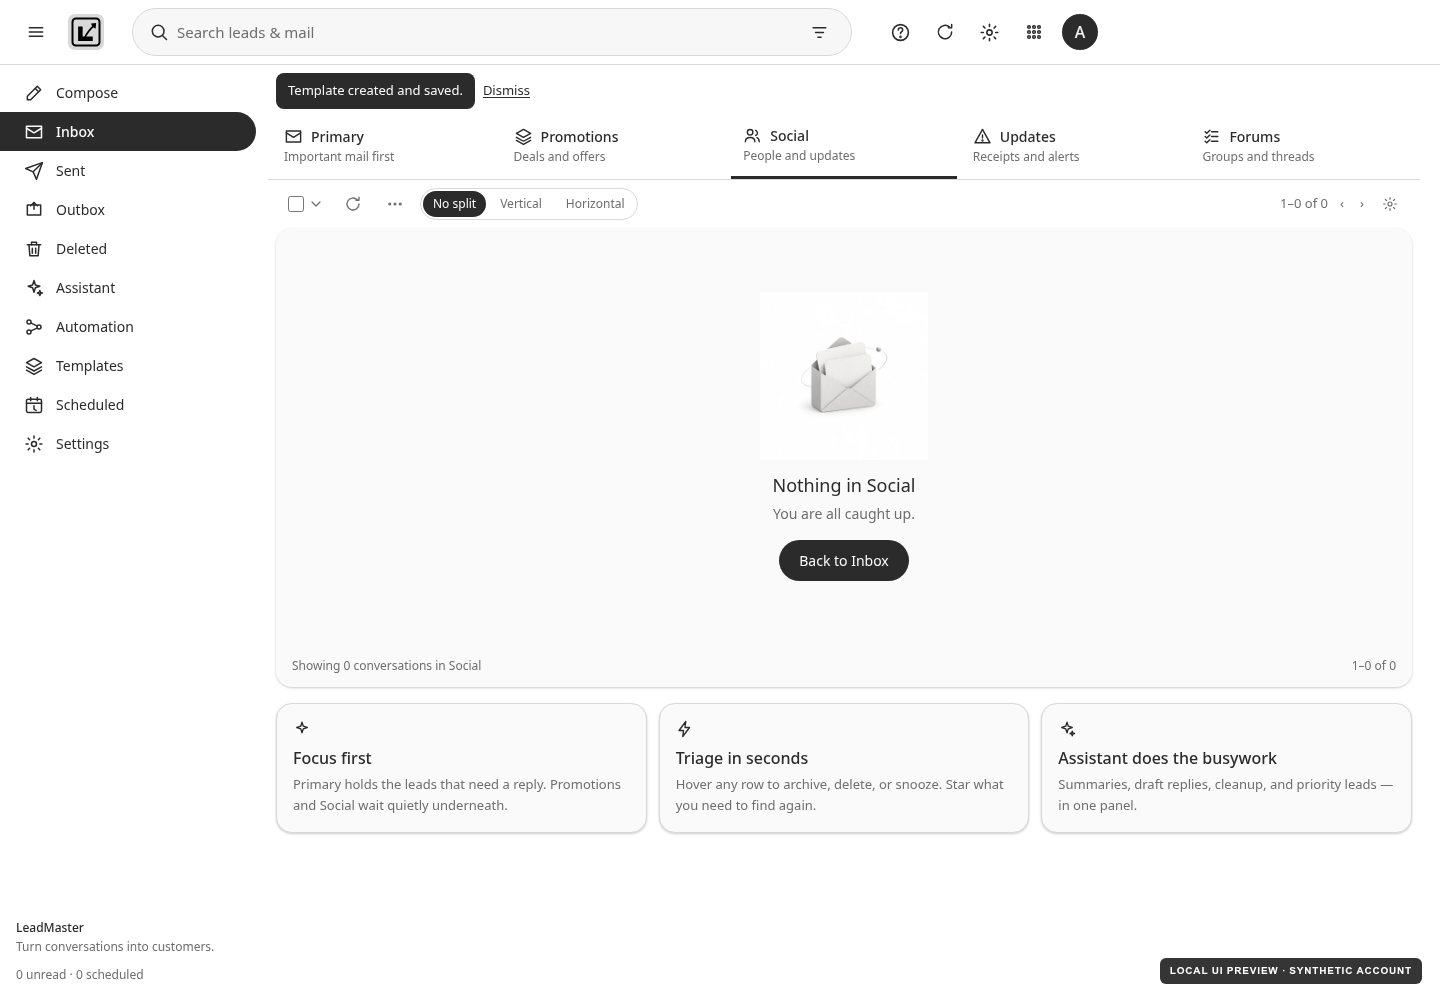 Search leads & mail
A
Compose
Inbox
Sent
Outbox
Deleted
Assistant
Automation
Templates
Scheduled
Settings
Template created and saved. Dismiss
Primary
Important mail first
Promotions
Deals and offers
Social
People and updates
Updates
Receipts and alerts
Forums
Groups and threads
No split Vertical Horizontal
1–0 of 0 ‹ ›
Nothing in Social
You are all caught up.
Back to Inbox
Showing 0 conversations in Social
1–0 of 0
Focus first
Primary holds the leads that need a reply. Promotions
and Social wait quietly underneath.
Triage in seconds
Hover any row to archive, delete, or snooze. Star what
you need to find again.
Assistant does the busywork
Summaries, draft replies, cleanup, and priority leads —
in one panel.
LeadMaster
Turn conversations into customers.
0 unread · 0 scheduled
LOCAL UI PREVIEW · SYNTHETIC ACCOUNT